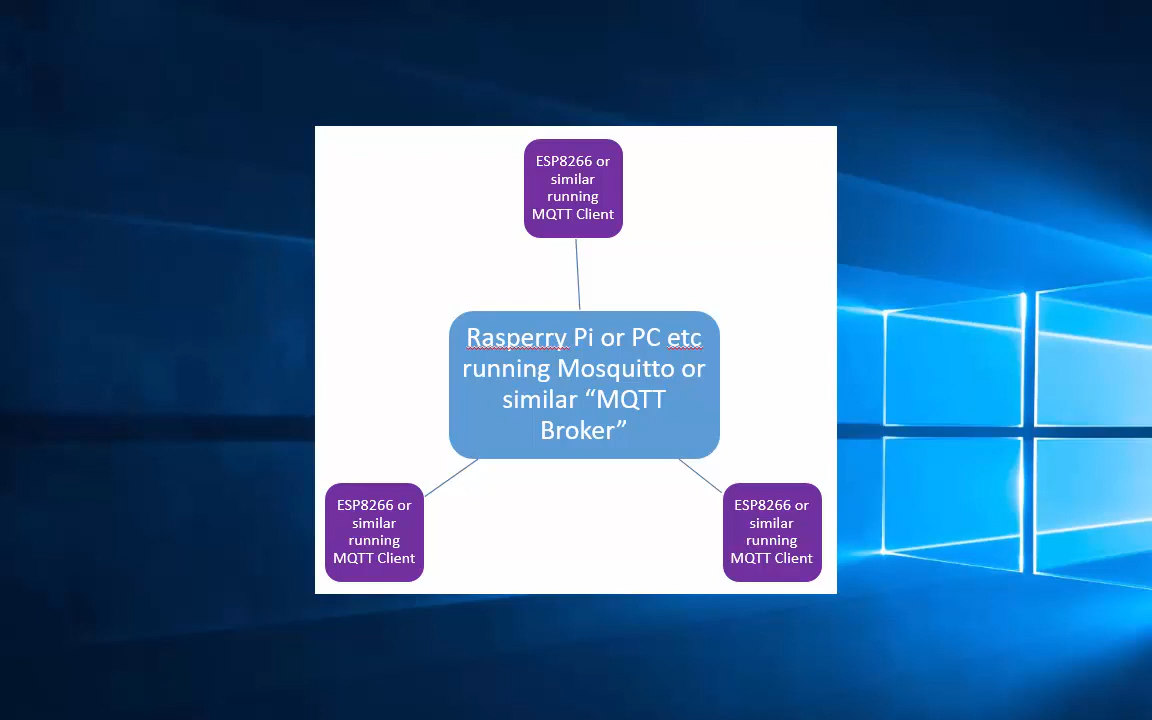 ESP8266 or
similar
running
MQTT Client
Rasperry Pi or PC etc
running Mosquitto or
similar “MQTT
Broker”
ESP8266 or
similar
running
MQTT Client
ESP8266 or
similar
running
MQTT Client